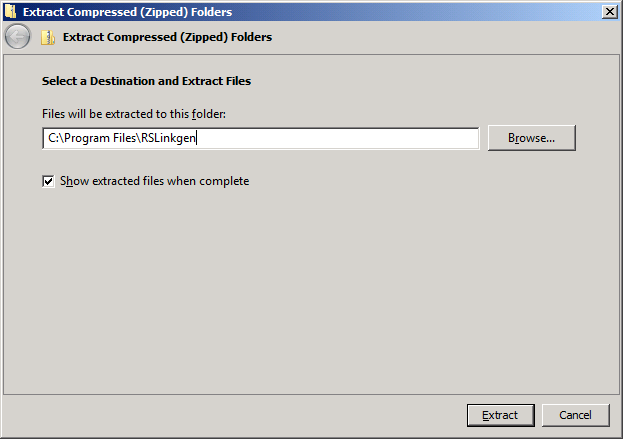 Extract Compressed (Zipped) Folders
Extract Compressed (Zipped) Folders
Select a Destination and Extract Files
Files will be extracted to this folder:
C:\Program Files\RSLinkgen
Browse...
Show extracted files when complete
Extract
Cancel